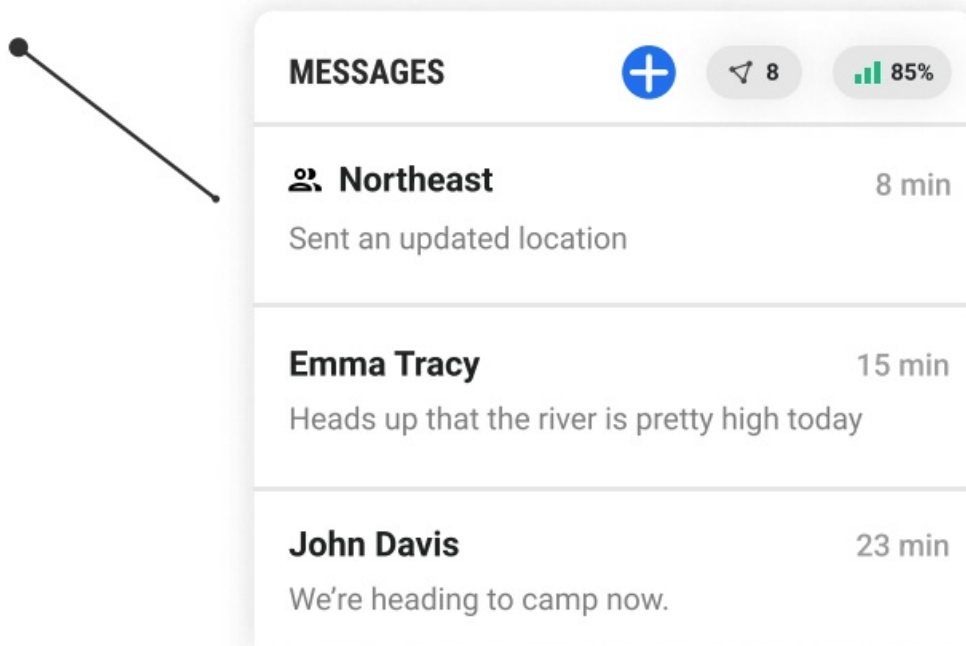 MESSAGES 8 85%
Northeast 8 min
Sent an updated location
Emma Tracy 15 min
Heads up that the river is pretty high today
John Davis 23 min
We’re heading to camp now.